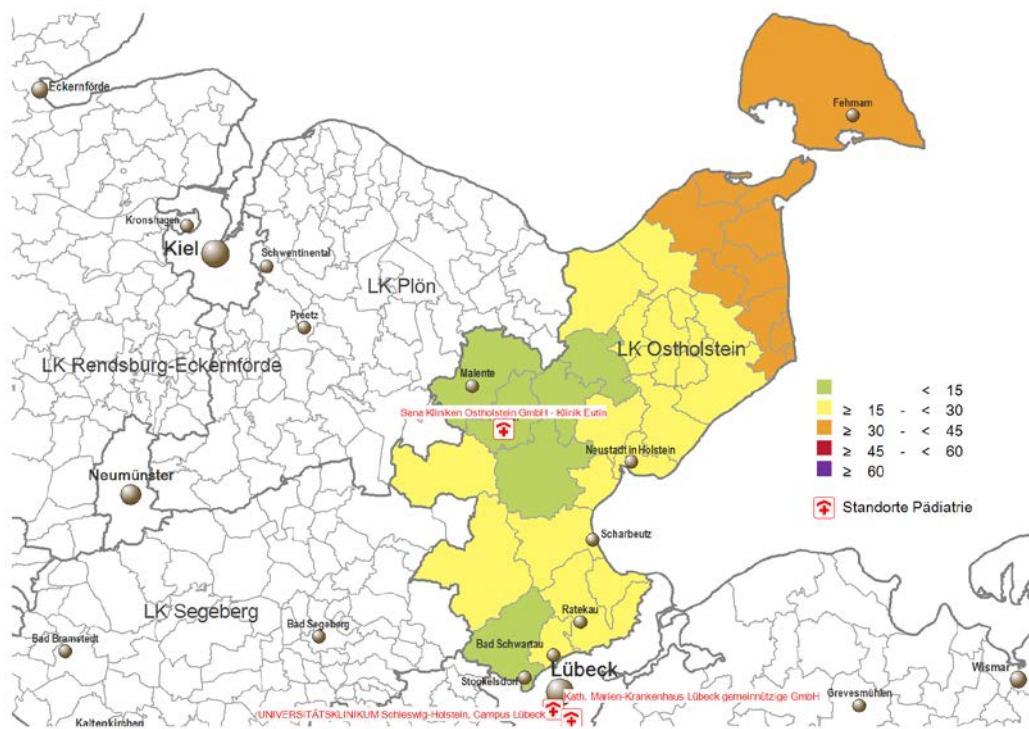 Eckernförde
Fehmarn
Kronshagen
Kiel
Schwentinental
LK Plön
Preetz
LK Rendsburg-Eckernförde
LK Ostholstein
Malente
Sana Kliniken Ostholstein GmbH - Klinik Eutin
< 15
≥ 15 - < 30
≥ 30 - < 45
≥ 45 - < 60
≥ 60
Standorte Pädiatrie
Neustadt in Holstein
Neumünster
Scharbeutz
LK Segeberg
Ratekau
Bad Segeberg
Bad Bramstedt
Bad Schwartau
Lübeck
Stockelsdorf
Wismar
Kath. Marien-Krankenhaus Lübeck gemeinnützige GmbH
Grevesmühlen
UNIVERSITÄTSKLINIKUM Schleswig-Holstein, Campus Lübeck
Kaltenkirchen